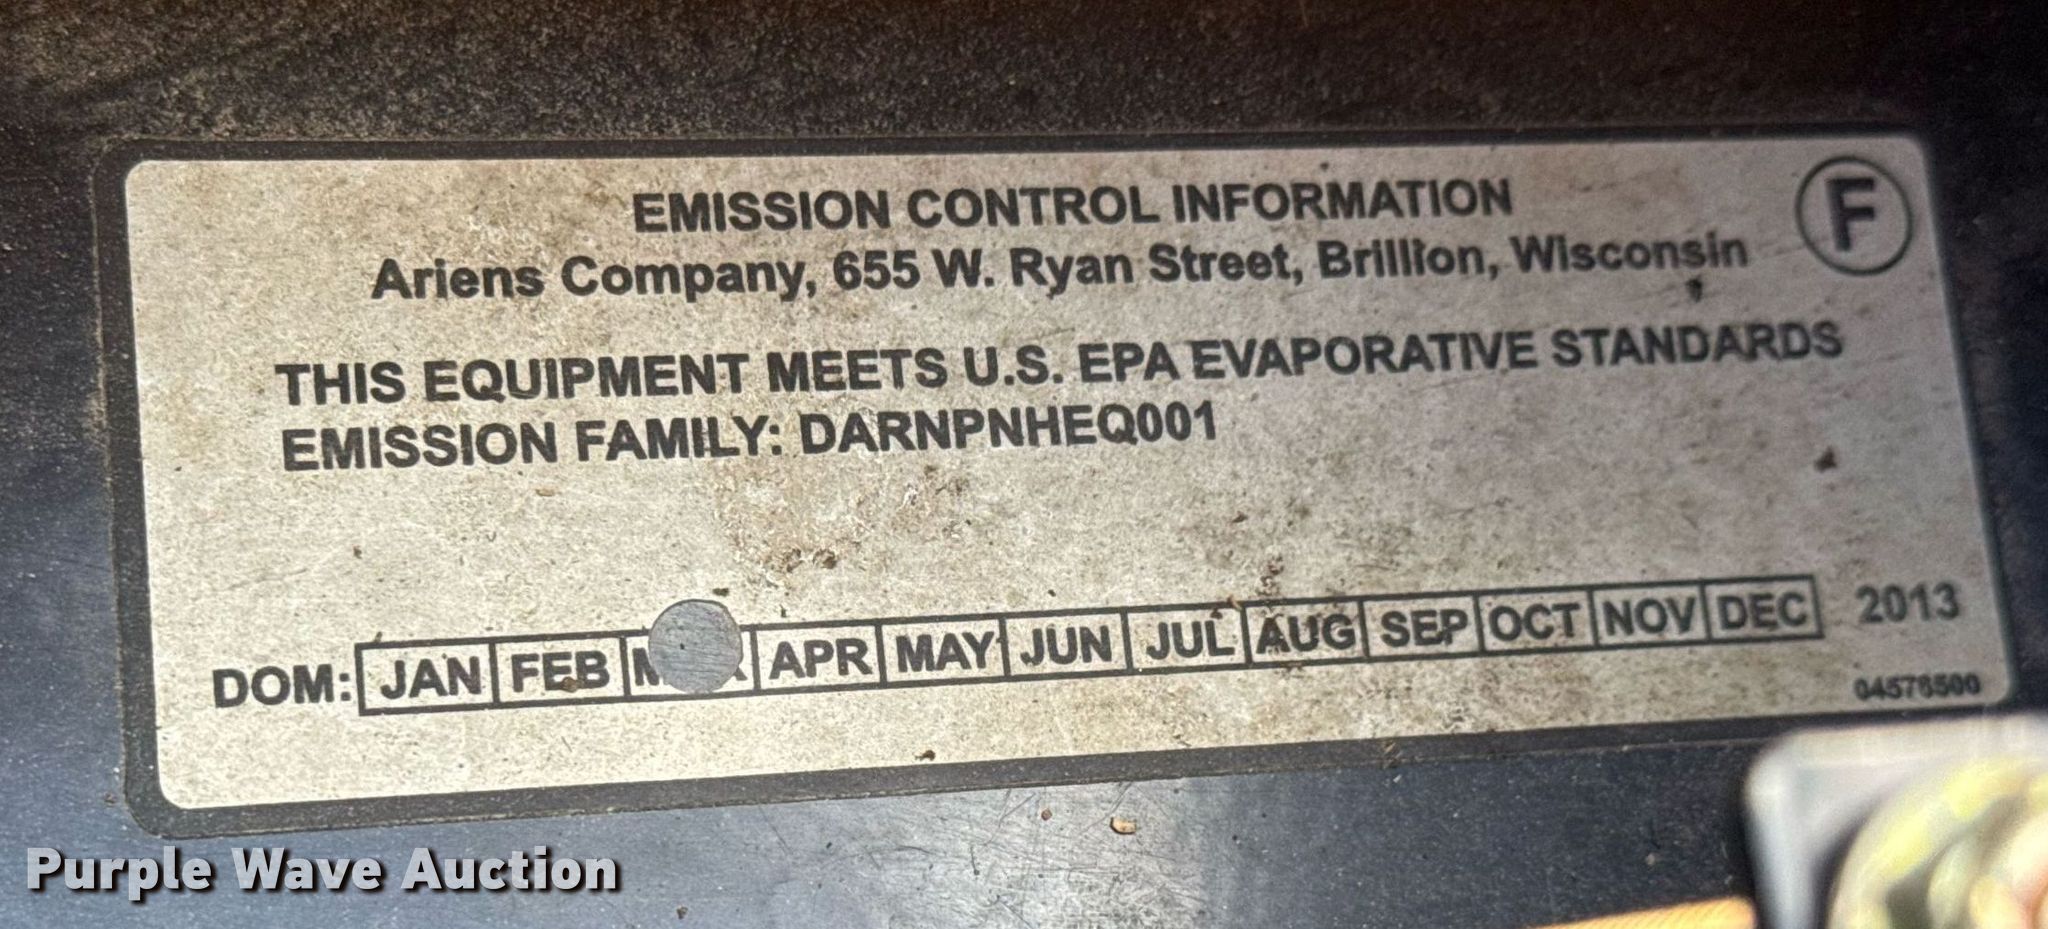 EMISSION CONTROL INFORMATION
F
Ariens Company, 655 W. Ryan Street, Brillion, Wisconsin
THIS EQUIPMENT MEETS U.S. EPA EVAPORATIVE STANDARDS
EMISSION FAMILY: DARNPNHEQ001
DOM: JAN FEB APR MAY JUN JUL AUG SEP OCT NOV DEC 2013
04576500
Purple Wave Auction